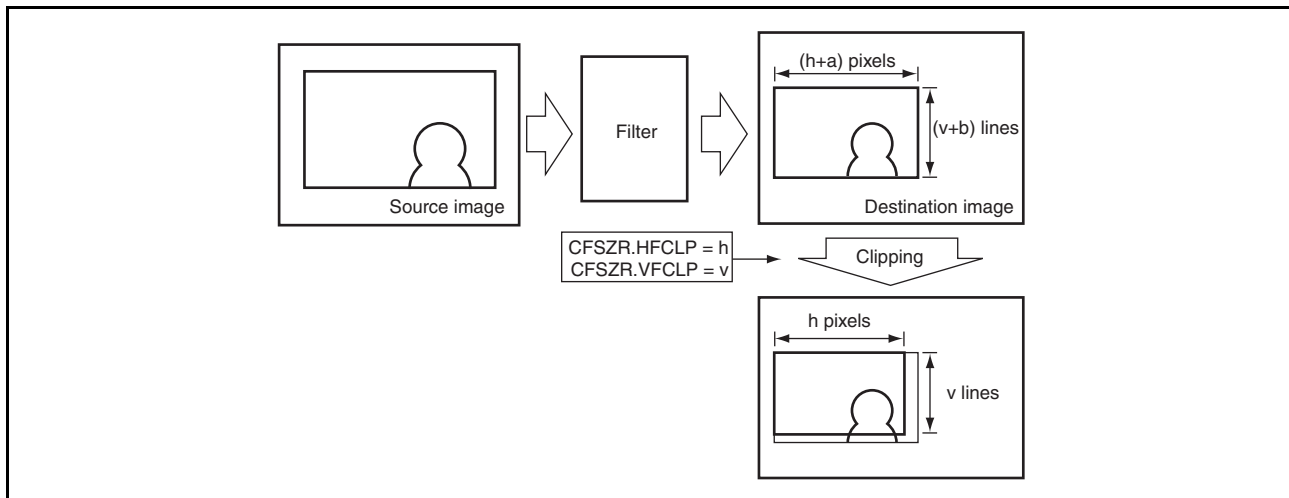 Source image
Filter
(h+a) pixels
(v+b) lines
Destination image
CFSZR.HFCLP = h
CFSZR.VFCLP = v
Clipping
h pixels
v lines